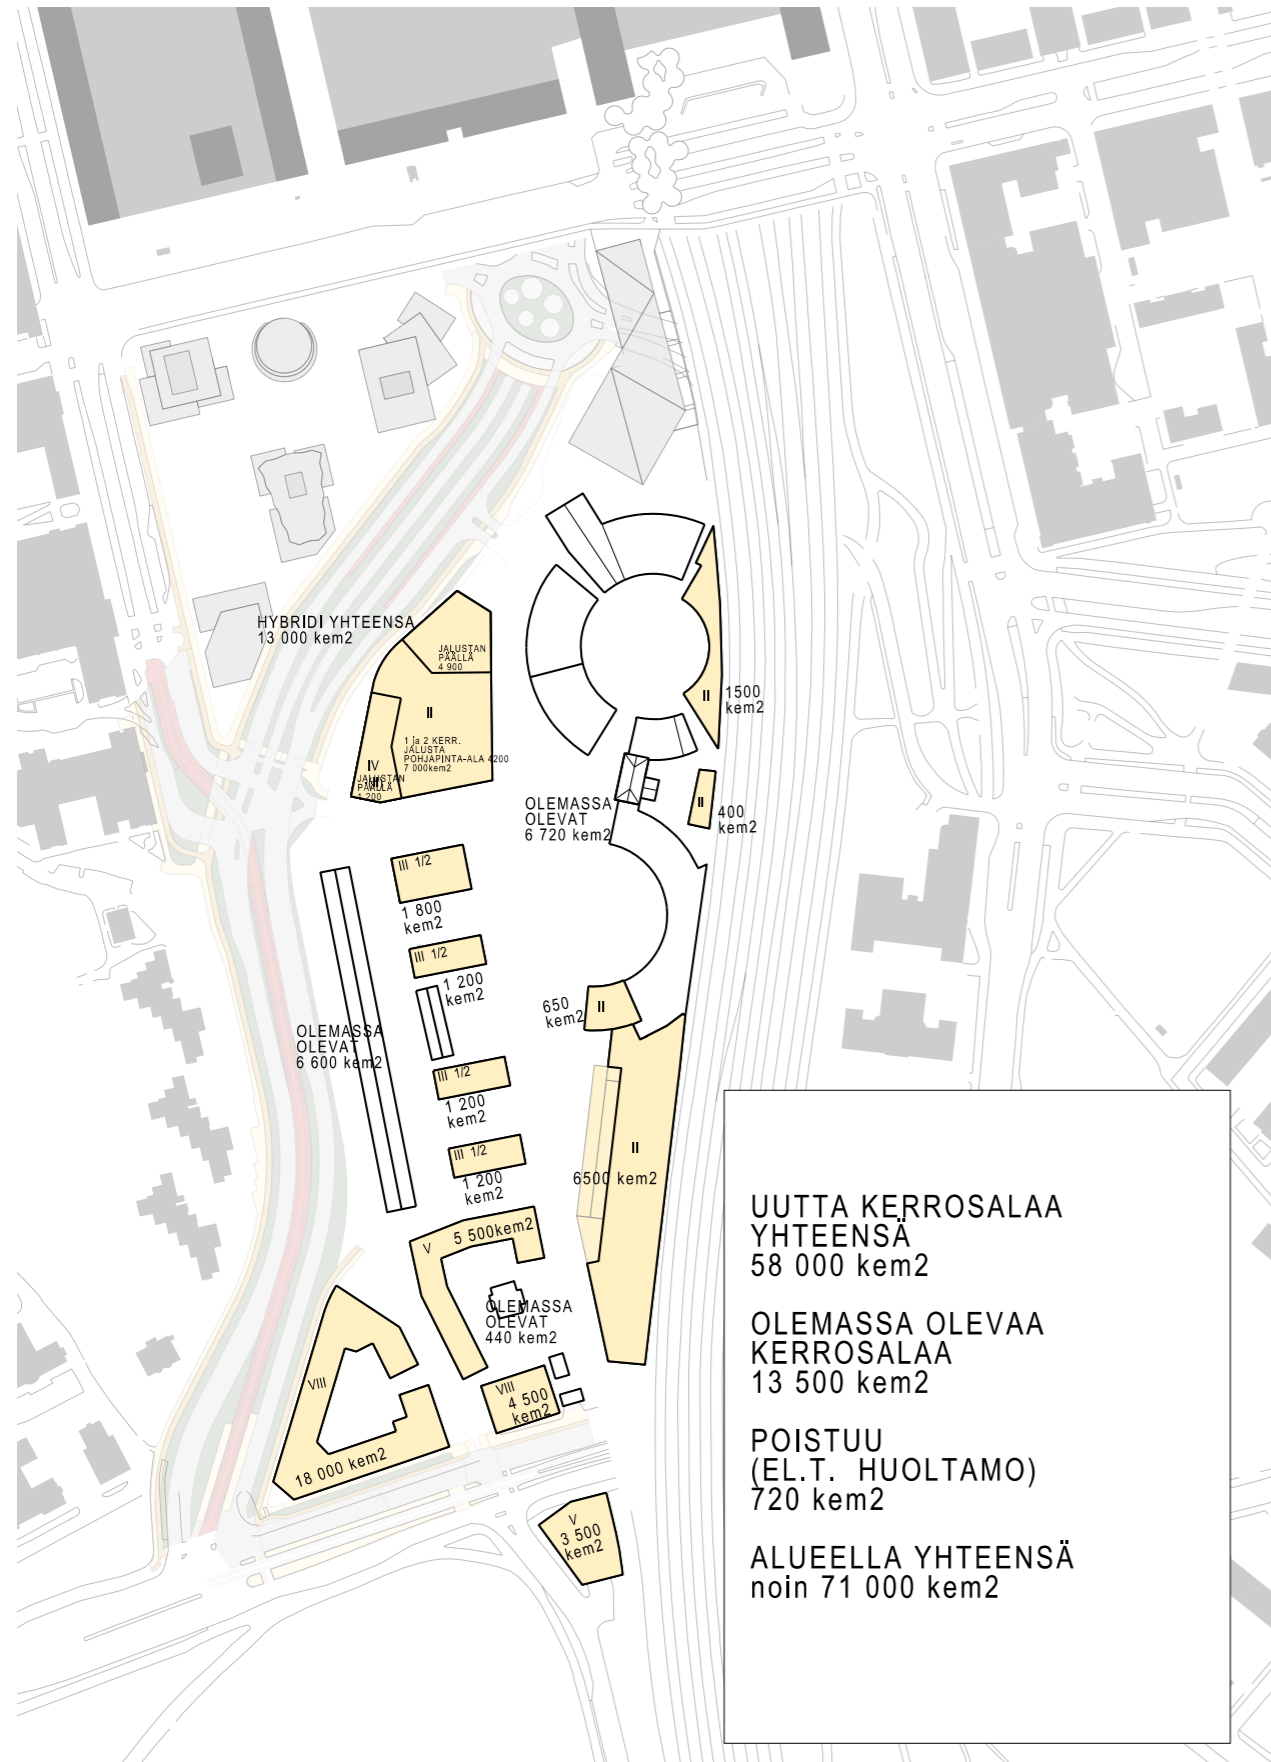 HYBRIDI YHTEENSA
13 000 kem2
JALUSTAN
PÄÄLLÄ
4 900
II
1 ja 2 KERR.
JALUSTA
POHJAPINTA-ALA 4200
7 000kem2
IV
JALUSTAN
PÄÄLLÄ
1 200
II
1500
kem2
II
400
kem2
OLEMASSA
OLEVAT
6 720 kem2
III 1/2
1 800
kem2
III 1/2
1 200
kem2
650
kem2
II
OLEMASSA
OLEVAT
6 600 kem2
III 1/2
1 200
kem2
III 1/2
1 200
kem2
II
6500 kem2
V
5 500kem2
OLEMASSA
OLEVAT
440 kem2
VIII
18 000 kem2
VIII
4 500
kem2
V
3 500
kem2
UUTTA KERROSALAA
YHTEENSÄ
58 000 kem2
OLEMASSA OLEVAA
KERROSALAA
13 500 kem2
POISTUU
(EL.T. HUOLTAMO)
720 kem2
ALUEELLA YHTEENSÄ
noin 71 000 kem2